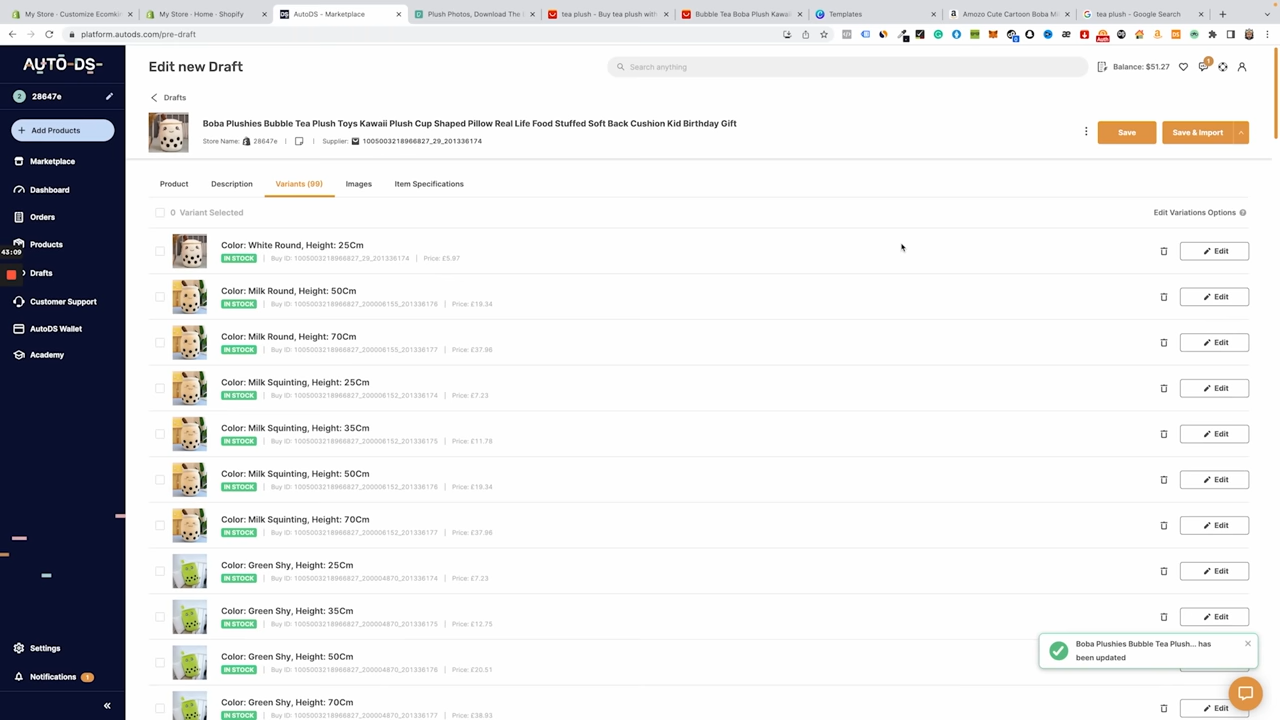 My Store - Customize Ecomkin
My Store - Home - Shopify
AutoDS - Marketplace
Plush Photos, Download The
tea plush - Buy tea plush with
Bubble Tea Boba Plush Kawai
Templates
Amozo Cute Cartoon Boba Mi
tea plush - Google Search
platform.autods.com/pre-draft
AUTO-DS-
Edit new Draft
Search anything
Balance: $51.27
1
2 28647e
Drafts
Add Products
Boba Plushies Bubble Tea Plush Toys Kawaii Plush Cup Shaped Pillow Real Life Food Stuffed Soft Back Cushion Kid Birthday Gift
Store Name: 28647e | | Supplier: 1005003218966827_29_201336174
Save
Save & Import
Marketplace
Dashboard
Orders
Products
43:09
Drafts
Customer Support
AutoDS Wallet
Academy
Settings
Notifications 1
Product
Description
Variants (99)
Images
Item Specifications
0 Variant Selected
Edit Variations Options
Color: White Round, Height: 25Cm
IN STOCK | Buy ID: 1005003218966827_29_201336174 | Price: £5.97
Edit
Color: Milk Round, Height: 50Cm
IN STOCK | Buy ID: 1005003218966827_200006155_201336176 | Price: £19.34
Edit
Color: Milk Round, Height: 70Cm
IN STOCK | Buy ID: 1005003218966827_200006155_201336177 | Price: £37.96
Edit
Color: Milk Squinting, Height: 25Cm
IN STOCK | Buy ID: 1005003218966827_200006152_201336174 | Price: £7.23
Edit
Color: Milk Squinting, Height: 35Cm
IN STOCK | Buy ID: 1005003218966827_200006152_201336175 | Price: £11.78
Edit
Color: Milk Squinting, Height: 50Cm
IN STOCK | Buy ID: 1005003218966827_200006152_201336176 | Price: £19.34
Edit
Color: Milk Squinting, Height: 70Cm
IN STOCK | Buy ID: 1005003218966827_200006152_201336177 | Price: £37.96
Edit
Color: Green Shy, Height: 25Cm
IN STOCK | Buy ID: 1005003218966827_200004870_201336174 | Price: £7.23
Edit
Color: Green Shy, Height: 35Cm
IN STOCK | Buy ID: 1005003218966827_200004870_201336175 | Price: £12.75
Edit
Color: Green Shy, Height: 50Cm
IN STOCK | Buy ID: 1005003218966827_200004870_201336176 | Price: £20.51
Color: Green Shy, Height: 70Cm
IN STOCK | Buy ID: 1005003218966827_200004870_201336177 | Price: £38.93
Edit
Boba Plushies Bubble Tea Plush... has
been updated